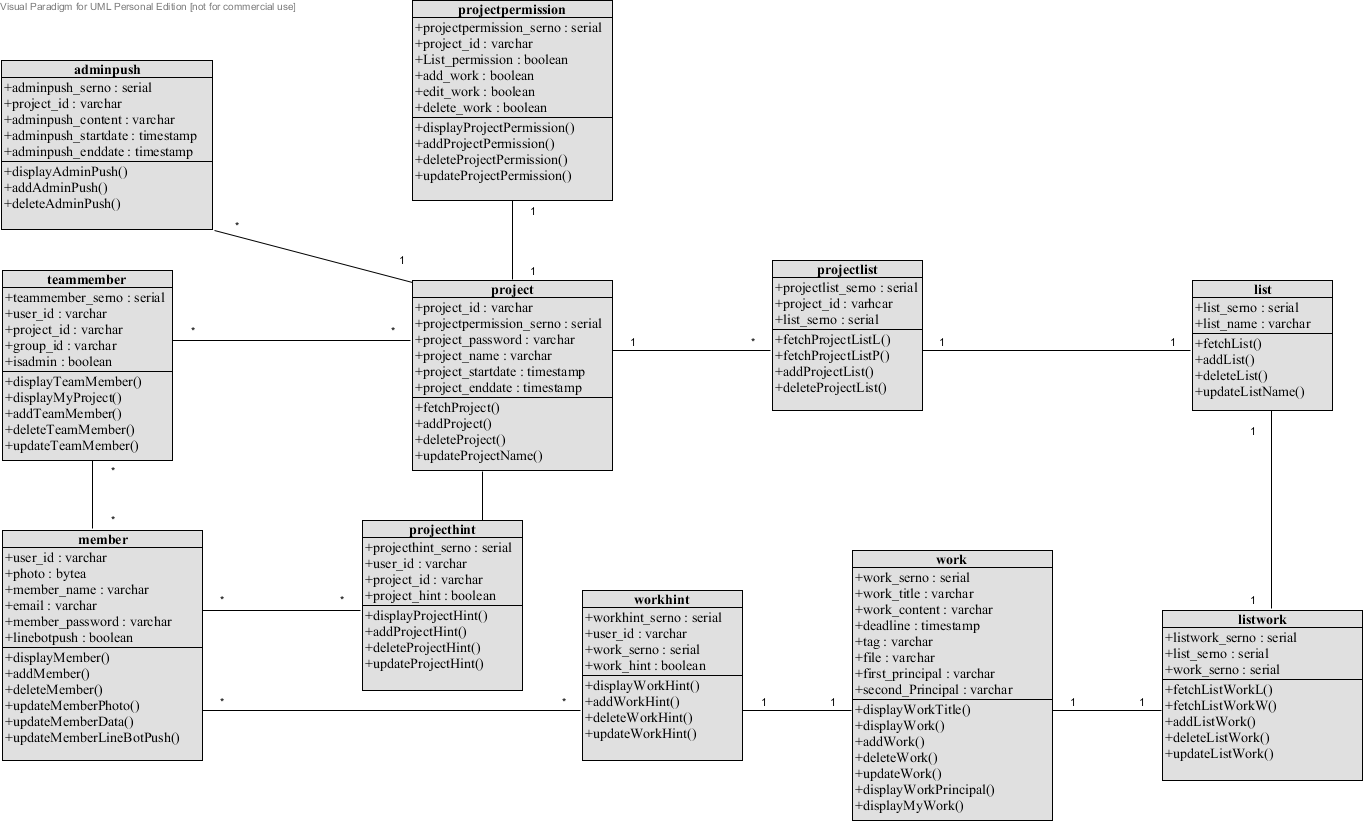 Visual Paradigm for UML Personal Edition [not for commercial use]
projectpermission
+projectpermission_serno : serial
+project_id : varchar
+List_permission : boolean
+add_work : boolean
+edit_work : boolean
+delete_work : boolean
+displayProjectPermission()
+addProjectPermission()
+deleteProjectPermission()
+updateProjectPermission()
adminpush
+adminpush_serno : serial
+project_id : varchar
+adminpush_content : varchar
+adminpush_startdate : timestamp
+adminpush_enddate : timestamp
+displayAdminPush()
+addAdminPush()
+deleteAdminPush()
*
1
1
1
teammember
+teammember_serno : serial
+user_id : varchar
+project_id : varchar
+group_id : varchar
+isadmin : boolean
+displayTeamMember()
+displayMyProject()
+addTeamMember()
+deleteTeamMember()
+updateTeamMember()
*
*
project
+project_id : varchar
+projectpermission_serno : serial
+project_password : varchar
+project_name : varchar
+project_startdate : timestamp
+project_enddate : timestamp
+fetchProject()
+addProject()
+deleteProject()
+updateProjectName()
1
*
projectlist
+projectlist_serno : serial
+project_id : varhcar
+list_serno : serial
+fetchProjectListL()
+fetchProjectListP()
+addProjectList()
+deleteProjectList()
1
1
list
+list_serno : serial
+list_name : varchar
+fetchList()
+addList()
+deleteList()
+updateListName()
1
1
*
*
member
+user_id : varchar
+photo : bytea
+member_name : varchar
+email : varchar
+member_password : varchar
+linebotpush : boolean
+displayMember()
+addMember()
+deleteMember()
+updateMemberPhoto()
+updateMemberData()
+updateMemberLineBotPush()
*
*
*
*
projecthint
+projecthint_serno : serial
+user_id : varchar
+project_id : varchar
+project_hint : boolean
+displayProjectHint()
+addProjectHint()
+deleteProjectHint()
+updateProjectHint()
workhint
+workhint_serno : serial
+user_id : varchar
+work_serno : serial
+work_hint : boolean
+displayWorkHint()
+addWorkHint()
+deleteWorkHint()
+updateWorkHint()
1
1
work
+work_serno : serial
+work_title : varchar
+work_content : varchar
+deadline : timestamp
+tag : varchar
+file : varchar
+first_principal : varchar
+second_Principal : varchar
+displayWorkTitle()
+displayWork()
+addWork()
+deleteWork()
+updateWork()
+displayWorkPrincipal()
+displayMyWork()
1
1
listwork
+listwork_serno : serial
+list_serno : serial
+work_serno : serial
+fetchListWorkL()
+fetchListWorkW()
+addListWork()
+deleteListWork()
+updateListWork()